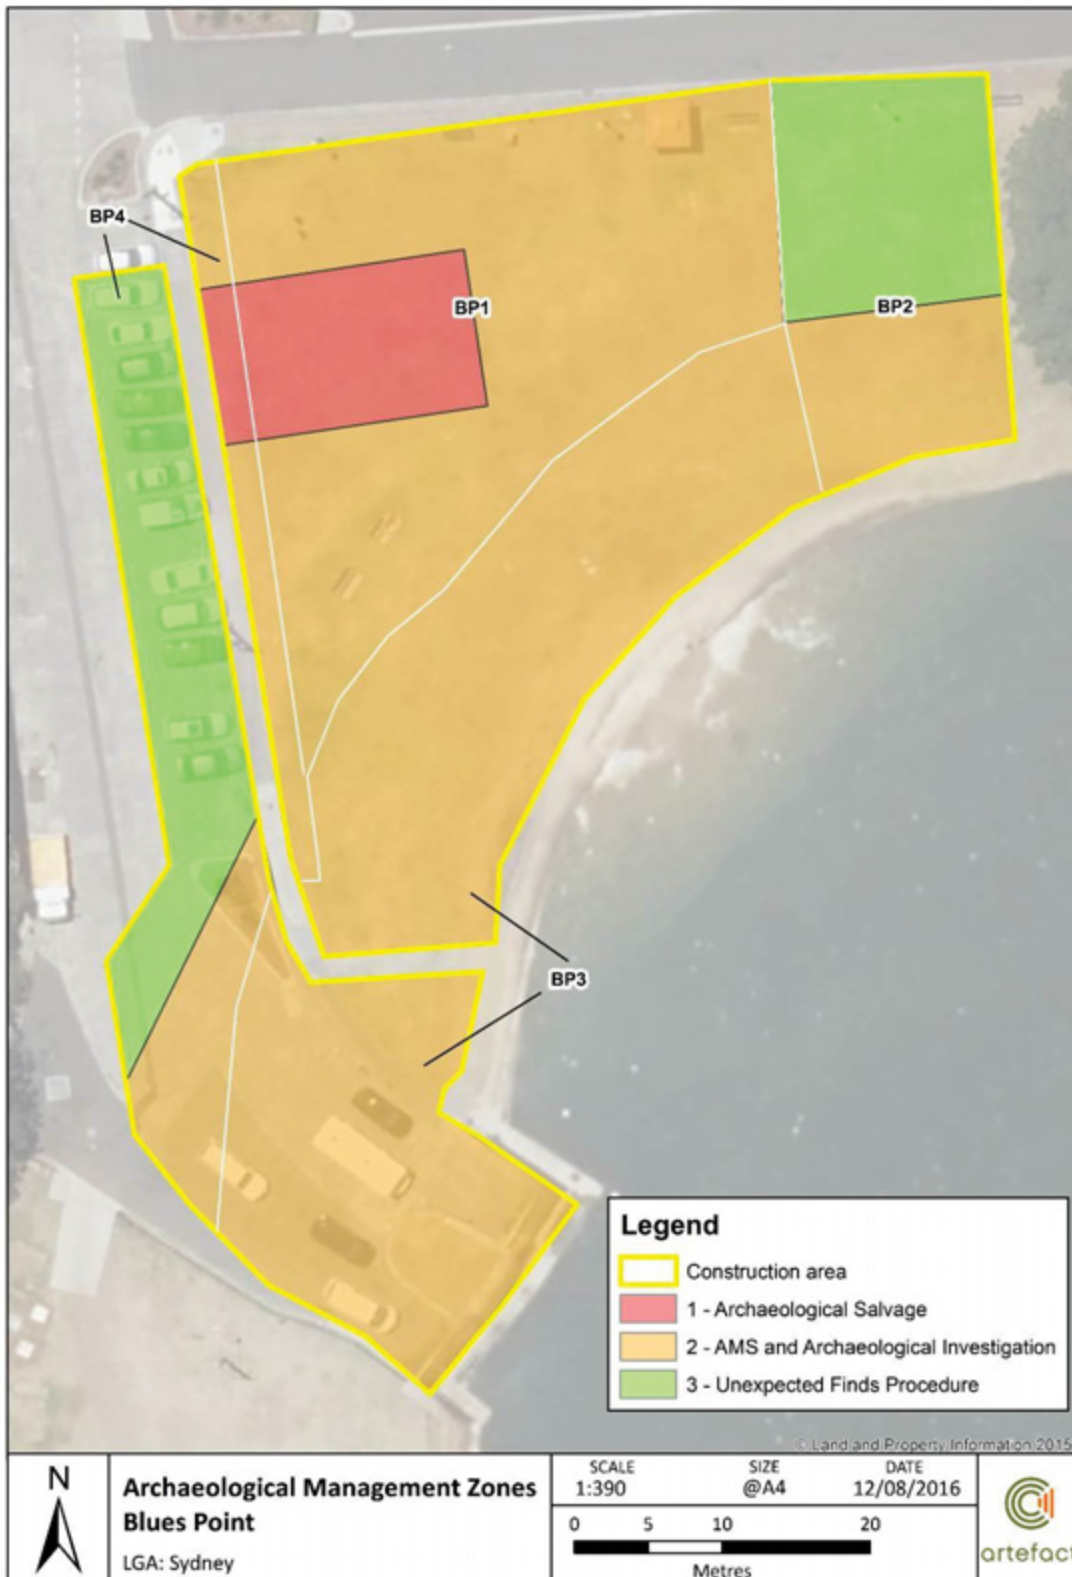 BP4
BP1
BP2
BP3
Legend
Construction area
1 - Archaeological Salvage
2 - AMS and Archaeological Investigation
3 - Unexpected Finds Procedure
© Land and Property Information 2015
N
Archaeological Management Zones
Blues Point
LGA: Sydney
SCALE
1:390
SIZE
@A4
DATE
12/08/2016
0 5 10 20
Metres
artefact